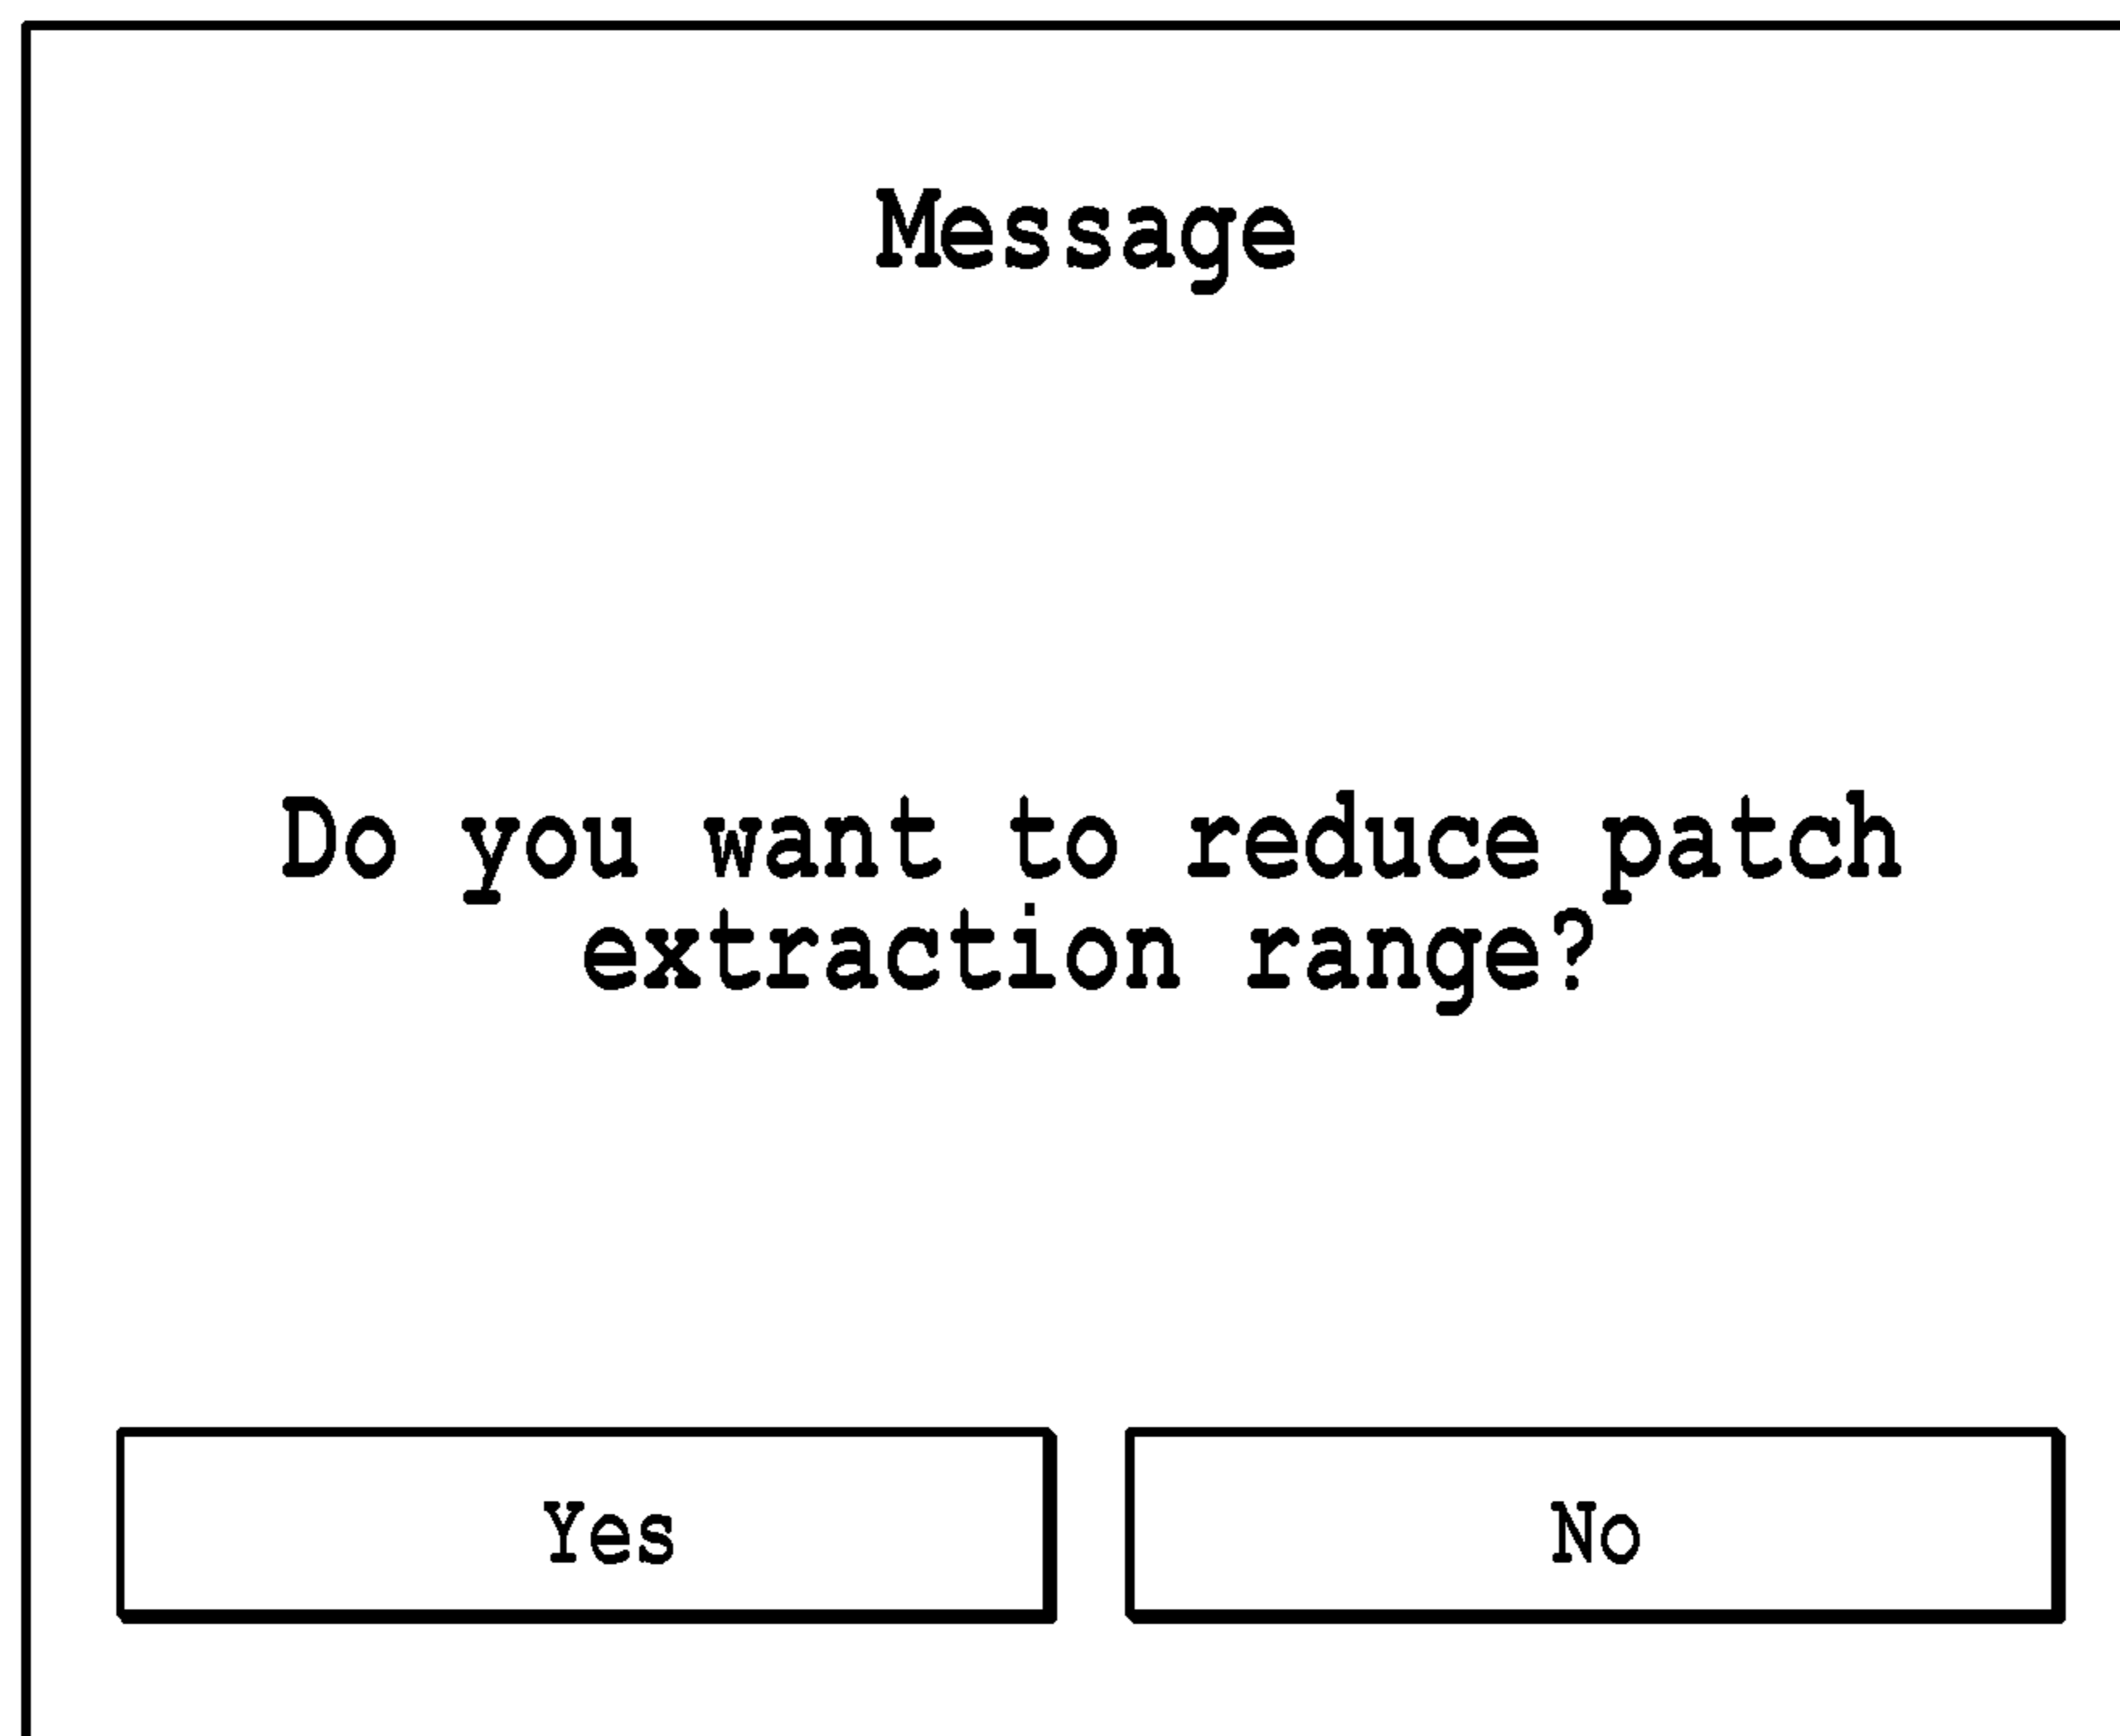 Message
Do you want to reduce patch
extraction range?
Yes
No